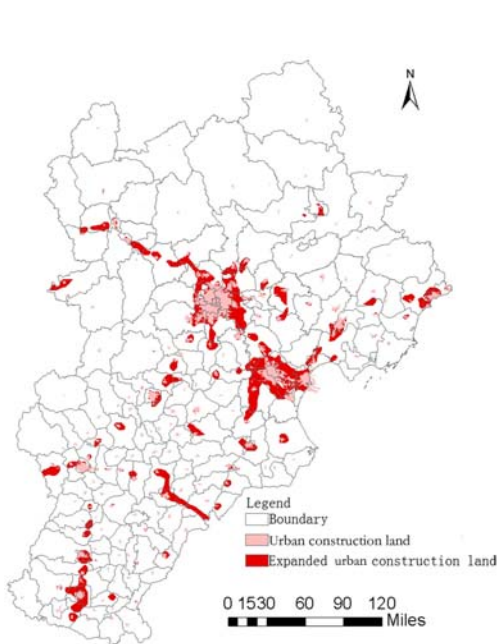 N
Legend
Boundary
Urban construction land
Expanded urban construction land
0 1530 60 90 120
Miles